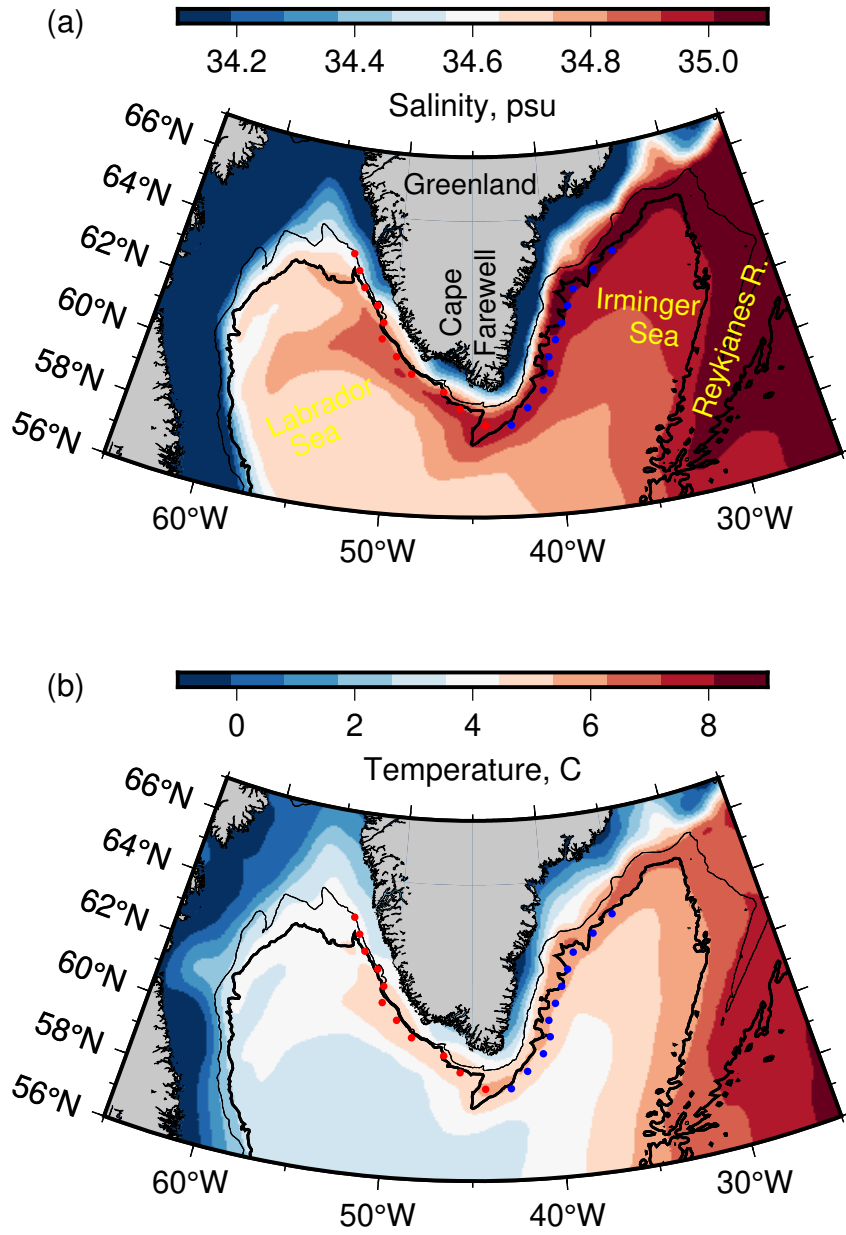 (a)
34.2 34.4 34.6 34.8 35.0
Salinity, psu
66°N
64°N
62°N
60°N
58°N
56°N
Greenland
Cape
Farewell
Irminger
Sea
Reykjanes R.
Labrador
Sea
60°W
50°W
40°W
30°W
(b)
0 2 4 6 8
Temperature, C
66°N
64°N
62°N
60°N
58°N
56°N
60°W
50°W
40°W
30°W